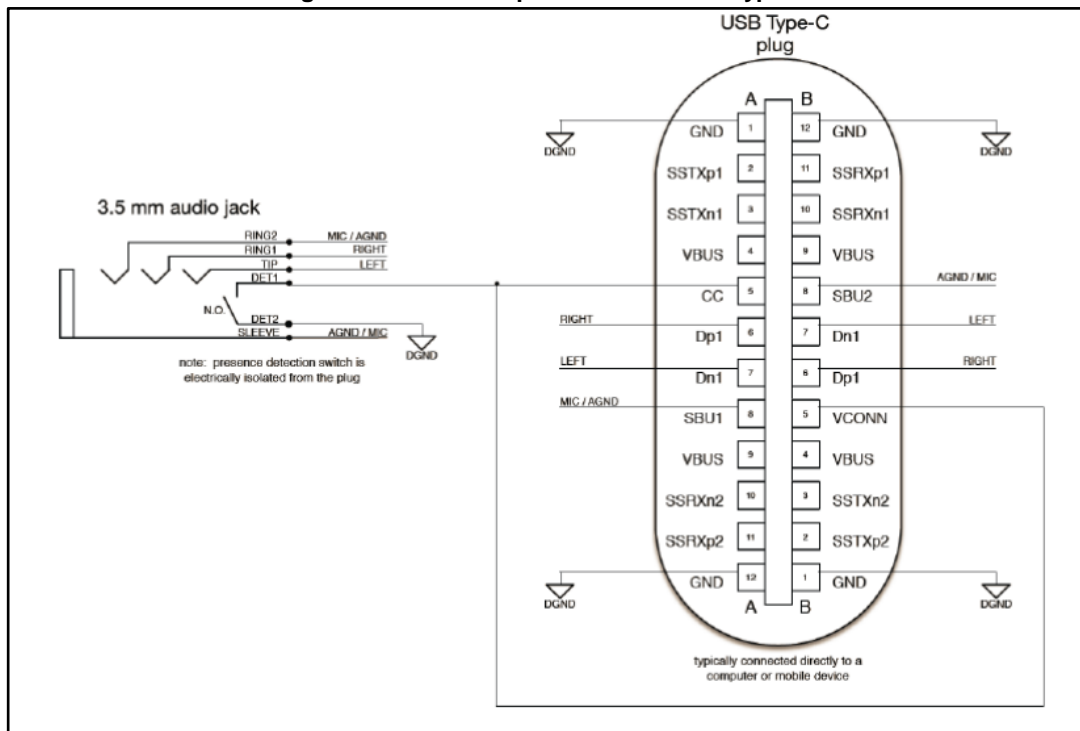 USB Type-C
plug
A B
GND 1 12 GND
DGND DGND
SSTXp1 2 11 SSRXp1
3.5 mm audio jack
SSTXn1 3 10 SSRXn1
RING2 MIC / AGND
RING1 RIGHT
TIP LEFT
DET1
VBUS 4 9 VBUS
AGND / MIC
CC 5 8 SBU2
N.O.
DET2
SLEEVE AGND / MIC
DGND
RIGHT LEFT
Dp1 6 7 Dn1
note: presence detection switch is
electrically isolated from the plug
LEFT RIGHT
Dn1 7 6 Dp1
MIC / AGND
SBU1 8 5 VCONN
VBUS 9 4 VBUS
SSRXn2 10 3 SSTXn2
SSRXp2 11 2 SSTXp2
GND 12 1 GND
DGND DGND
A B
typically connected directly to a
computer or mobile device